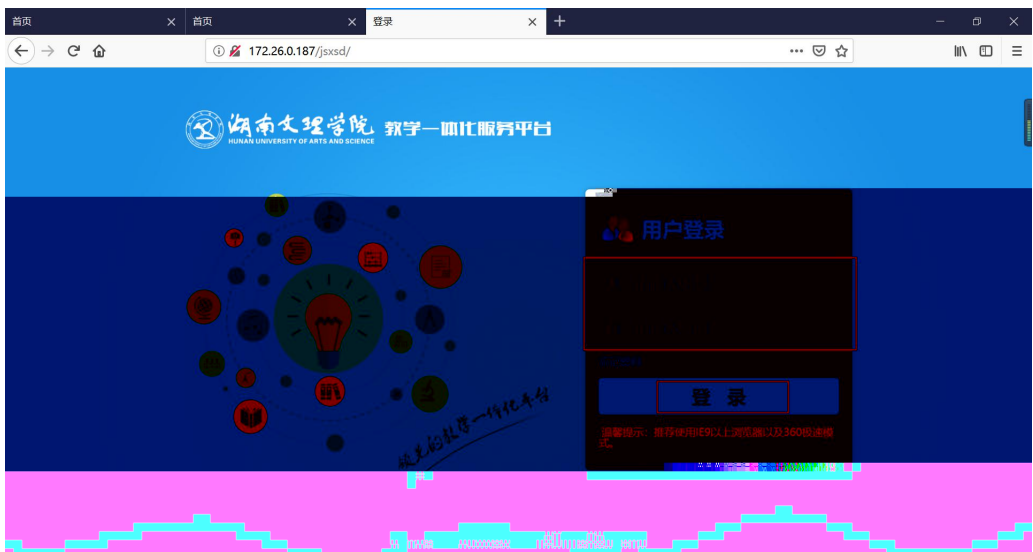 首页
首页
登录
172.26.0.187/jsxsd/
湖南文理学院
HUNAN UNIVERSITY OF ARTS AND SCIENCE
教学一体化服务平台
用户登录
登 录
温馨提示：推荐使用IE9以上浏览器以及360极速模
式。